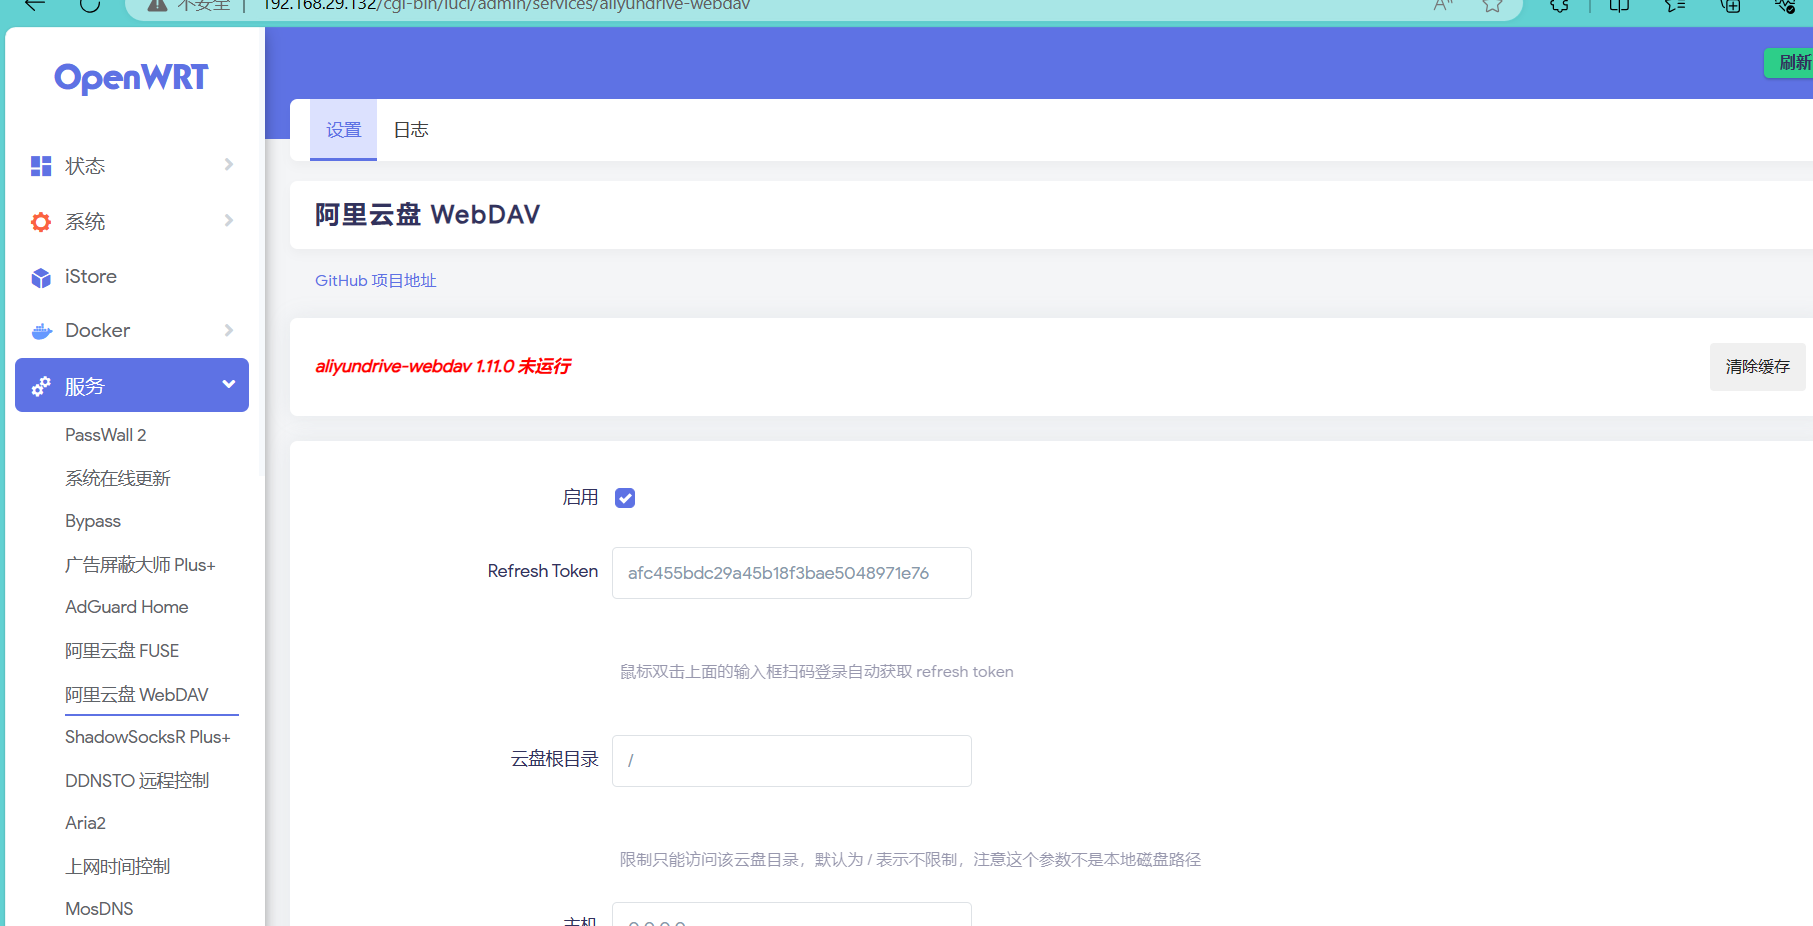 不安全 | 192.168.29.132/cgi-bin/luci/admin/services/aliyundrive-webdav
OpenWRT
刷新
设置
日志
状态
系统
iStore
Docker
服务
PassWall 2
系统在线更新
Bypass
广告屏蔽大师 Plus+
AdGuard Home
阿里云盘 FUSE
阿里云盘 WebDAV
ShadowSocksR Plus+
DDNSTO 远程控制
Aria2
上网时间控制
MosDNS
阿里云盘 WebDAV
GitHub 项目地址
aliyundrive-webdav 1.11.0 未运行
清除缓存
启用
Refresh Token
afc455bdc29a45b18f3bae5048971e76
鼠标双击上面的输入框扫码登录自动获取 refresh token
云盘根目录
/
限制只能访问该云盘目录，默认为 / 表示不限制，注意这个参数不是本地磁盘路径
主机
0.0.0.0